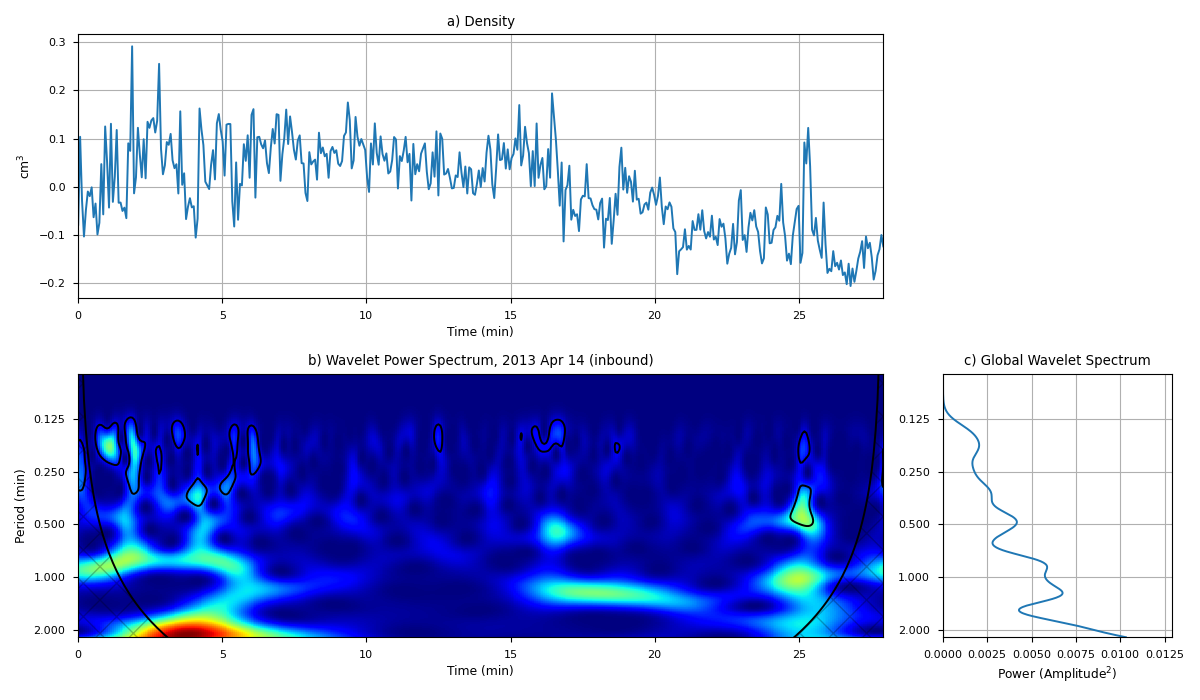 a) Density
cm³
0.3
0.2
0.1
0.0
−0.1
−0.2
0 5 10 15 20 25
Time (min)
b) Wavelet Power Spectrum, 2013 Apr 14 (inbound)
Period (min)
0.125
0.250
0.500
1.000
2.000
0 5 10 15 20 25
Time (min)
c) Global Wavelet Spectrum
0.125
0.250
0.500
1.000
2.000
0.0000 0.0025 0.0050 0.0075 0.0100 0.0125
Power (Amplitude²)